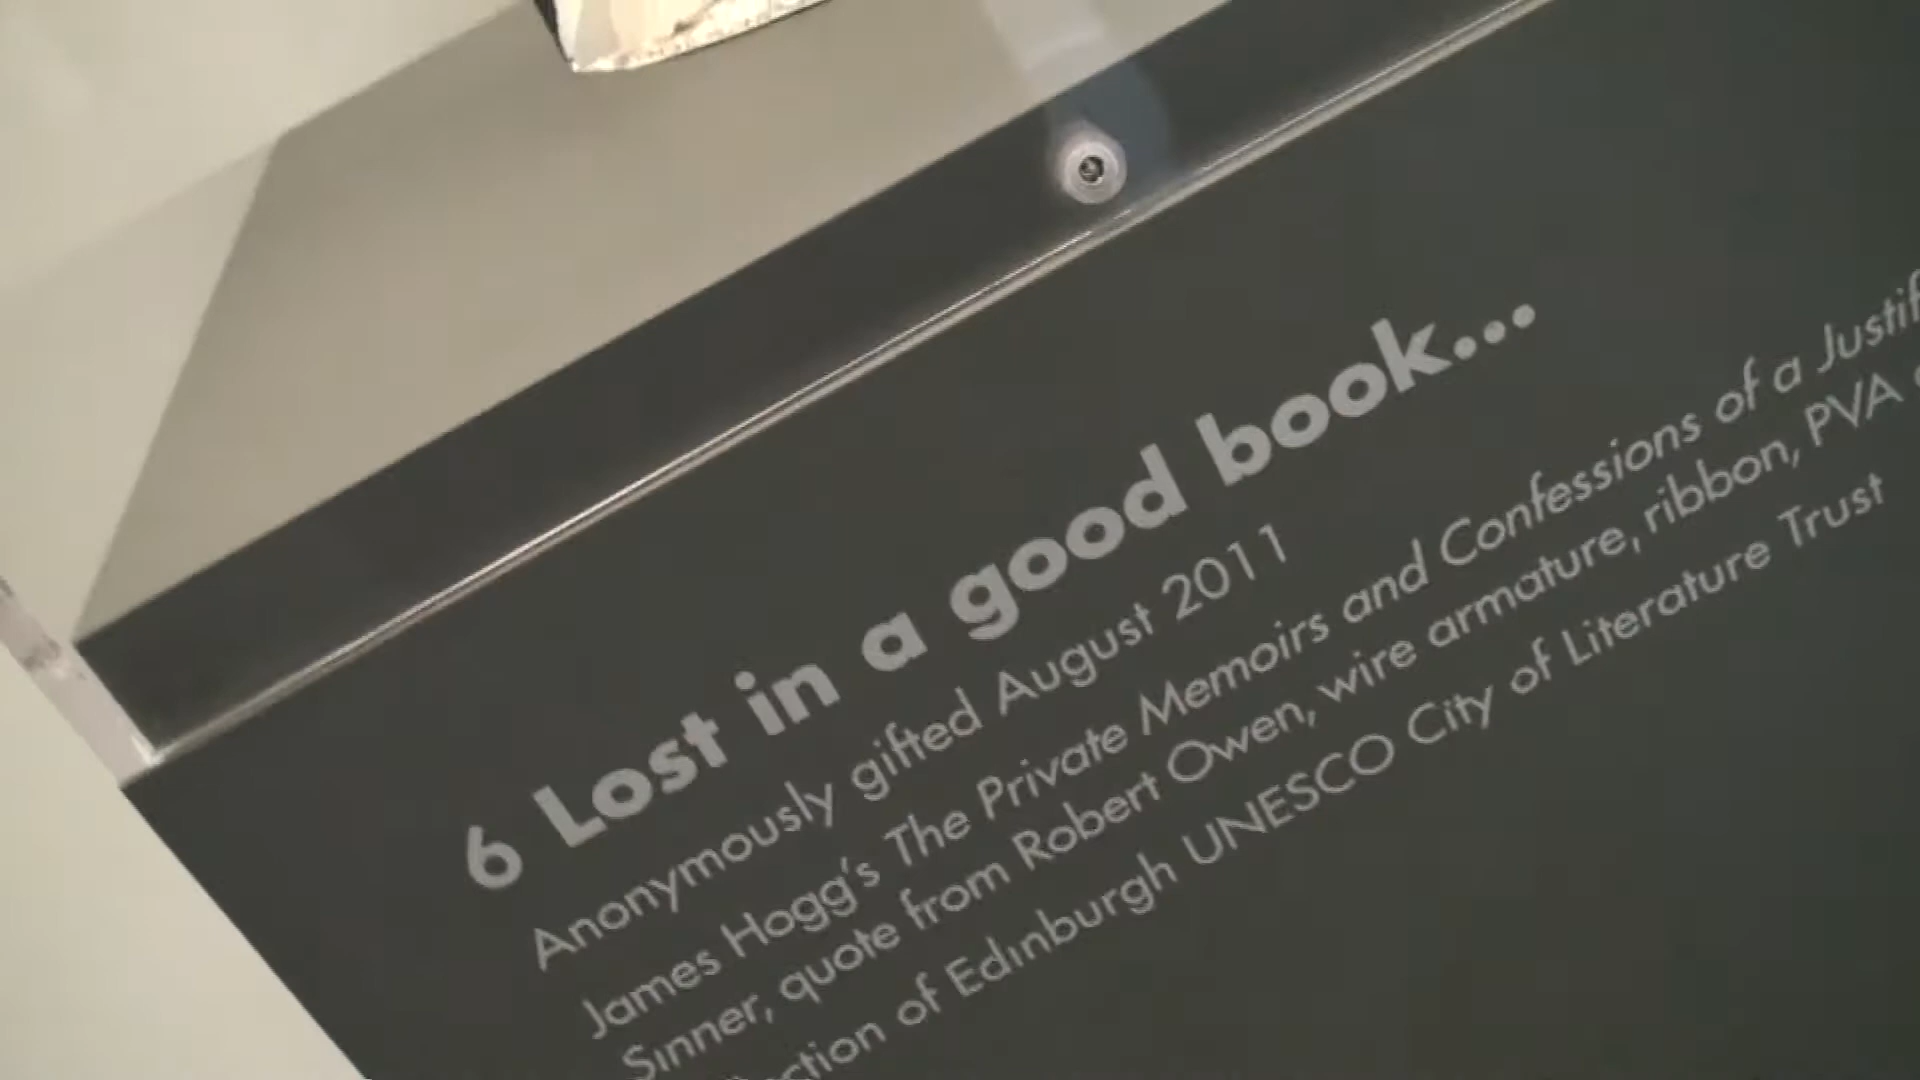 6 Lost in a good book...
Anonymously gifted August 2011
James Hogg's The Private Memoirs and Confessions of a
Sinner, quote from Robert Owen, wire armature, ribbon, PVA
of Edinburgh UNESCO City of Literature Trust